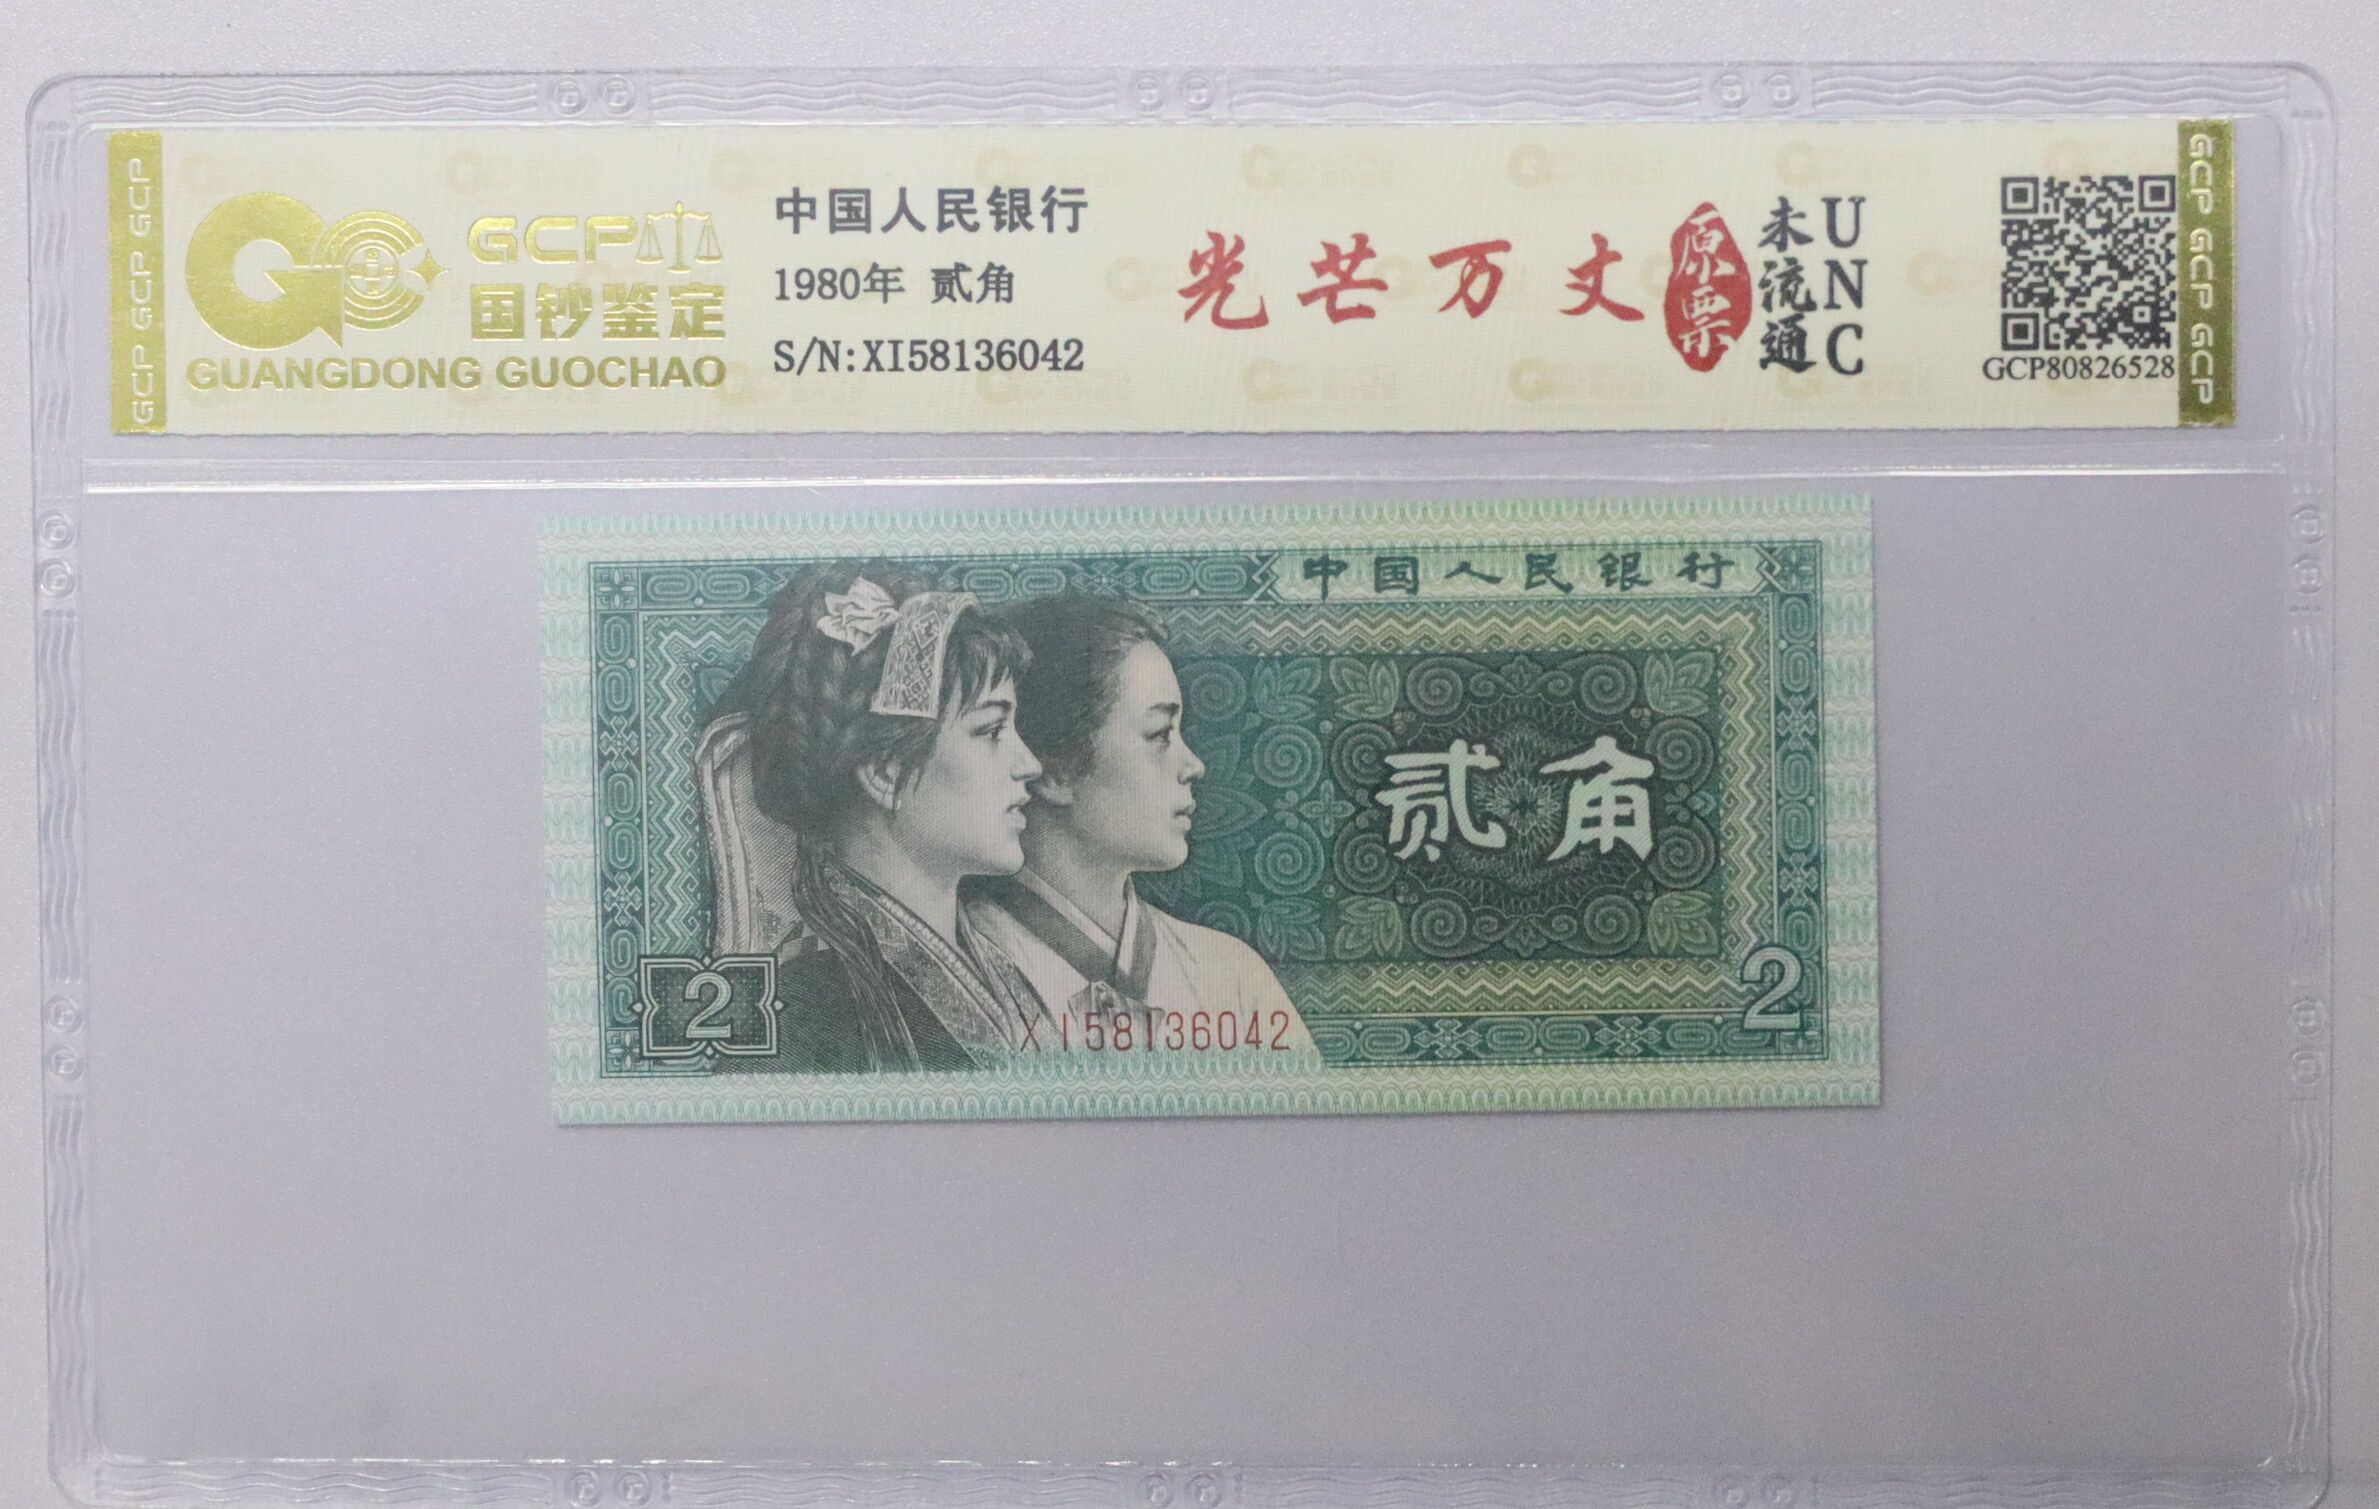 GCP GCP GCP
GCP
国钞鉴定
GUANGDONG GUOCHAO
中国人民银行
1980年 贰角
S/N:XI58136042
光芒万丈
原票
未流通
UNC
GCP80826528
GCP GCP GCP
中国人民银行
贰角
2
2
XI58136042